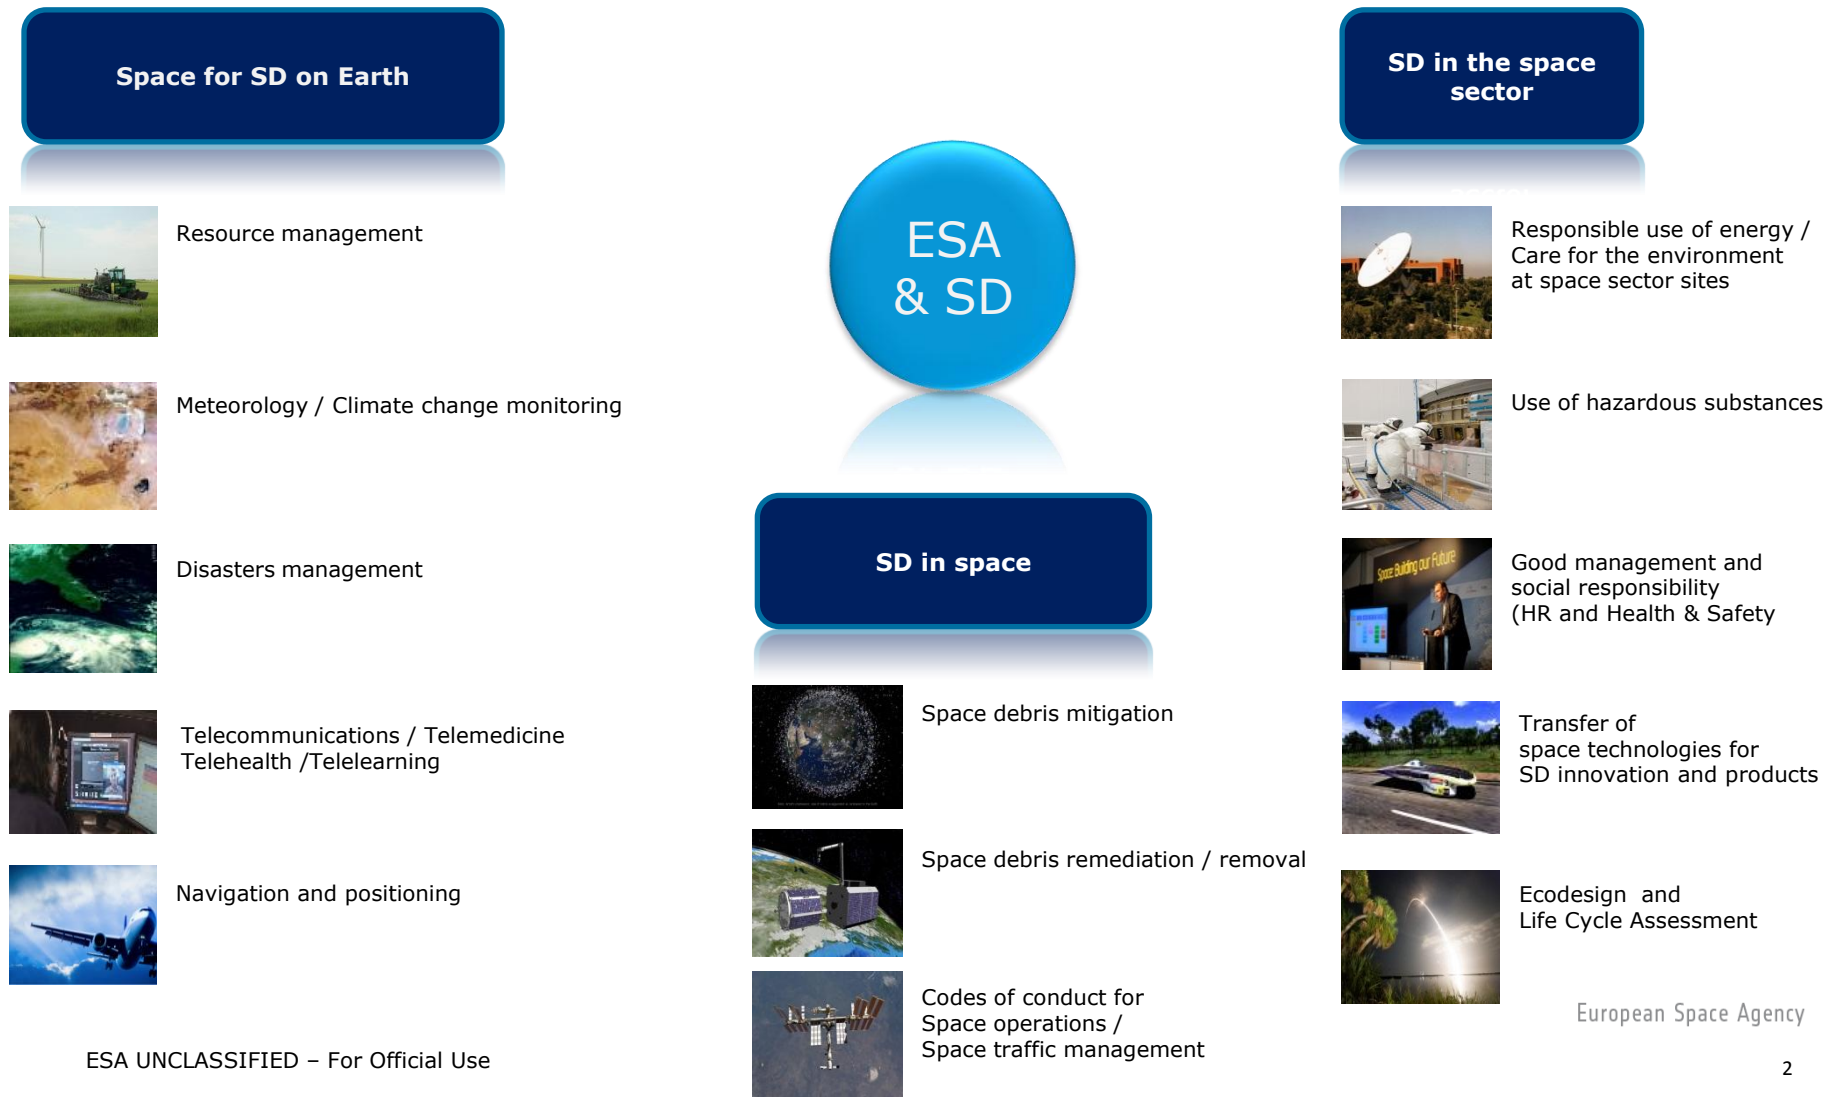 Space for SD on Earth
Resource management
Meteorology / Climate change monitoring
Disasters management
Telecommunications / Telemedicine
Telehealth /Telelearning
Navigation and positioning
ESA
& SD
SD in space
Space debris mitigation
Space debris remediation / removal
Codes of conduct for
Space operations /
Space traffic management
SD in the space
sector
Responsible use of energy /
Care for the environment
at space sector sites
Use of hazardous substances
Space: Building our Future
Good management and
social responsibility
(HR and Health & Safety
Transfer of
space technologies for
SD innovation and products
Ecodesign  and
Life Cycle Assessment
European Space Agency
ESA UNCLASSIFIED – For Official Use
2